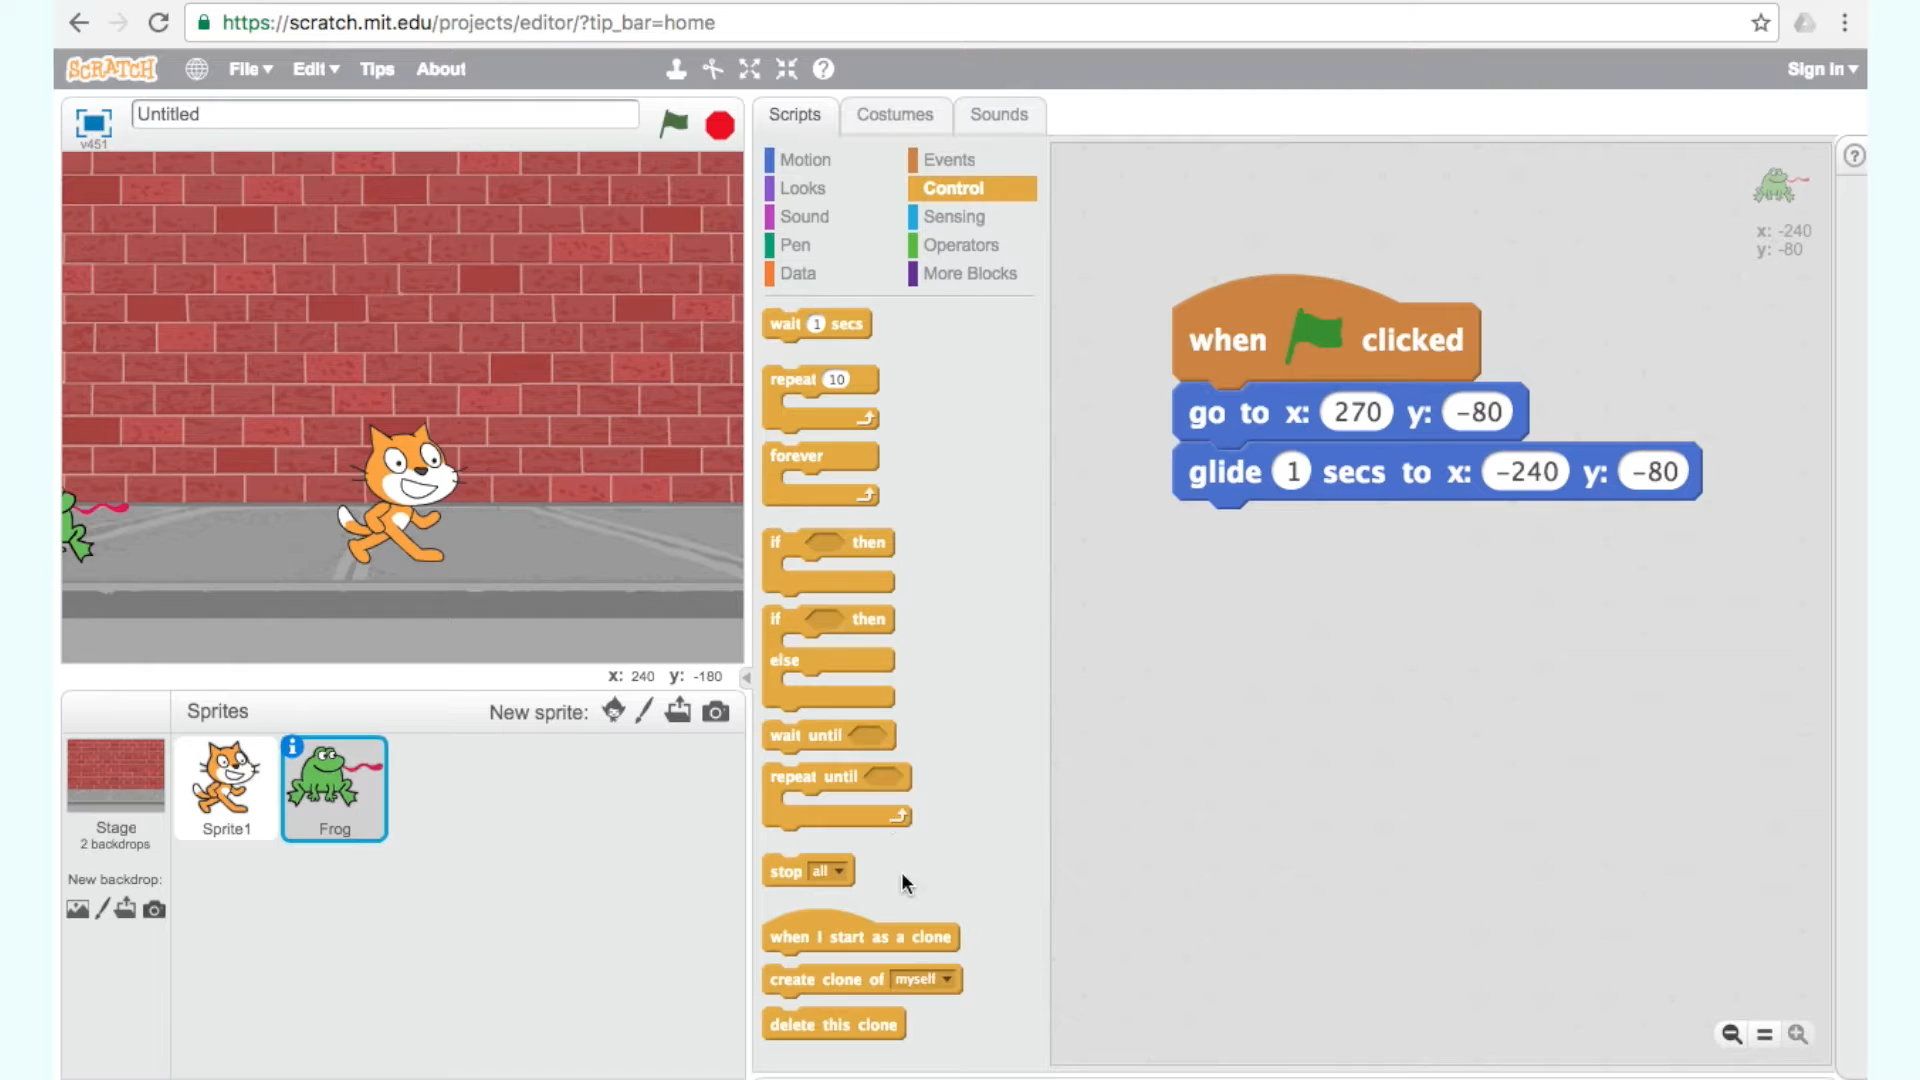 https://scratch.mit.edu/projects/editor/?tip_bar=home
SCRATCH File Edit Tips About Sign in
Untitled
v451
Scripts Costumes Sounds
Motion Events
Looks Control
Sound Sensing
Pen Operators
Data More Blocks
wait 1 secs
repeat 10
forever
if then
if then
else
wait until
repeat until
stop all
when I start as a clone
create clone of myself
delete this clone
x: -240
y: -80
when clicked
go to x: 270 y: -80
glide 1 secs to x: -240 y: -80
x: 240 y: -180
Sprites New sprite:
Stage
2 backdrops
New backdrop:
Sprite1
Frog